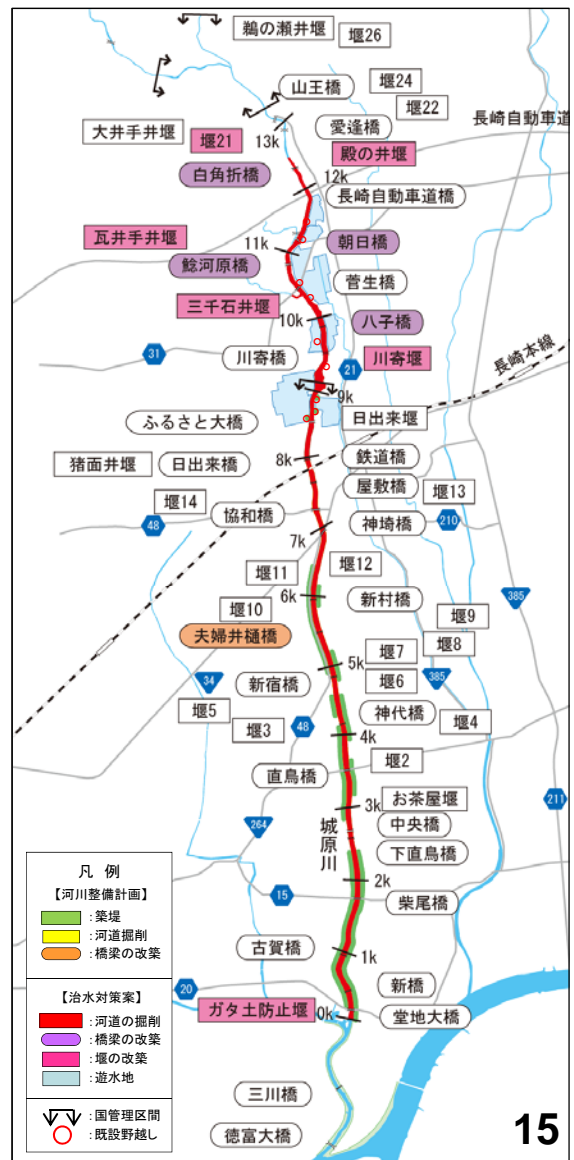 鵜の瀬井堰
堰26
山王橋
堰24
堰22
長崎自動車道
大井手井堰
13k
愛逢橋
堰21
殿の井堰
白角折橋
12k
長崎自動車道橋
瓦井手井堰
11k
朝日橋
鯰河原橋
菅生橋
三千石井堰
10k
八子橋
31
川寄橋
21
川寄堰
長崎本線
9k
ふるさと大橋
日出来堰
猪面井堰
日出来橋
8k
鉄道橋
屋敷橋
堰13
堰14
48
協和橋
7k
神埼橋
210
堰11
堰12
385
堰10
6k
新村橋
堰9
夫婦井樋橋
堰8
5k
堰7
34
新宿橋
堰6
385
堰5
堰3
48
神代橋
堰4
4k
直鳥橋
堰2
211
3k
お茶屋堰
264
城原川
中央橋
下直鳥橋
2k
15
柴尾橋
古賀橋
1k
20
新橋
ガタ土防止堰
0k
堂地大橋
三川橋
徳富大橋
凡 例
【河川整備計画】
:築堤
:河道掘削
:橋梁の改築
【治水対策案】
:河道の掘削
:橋梁の改築
:堰の改築
:遊水地
:国管理区間
:既設野越し
15